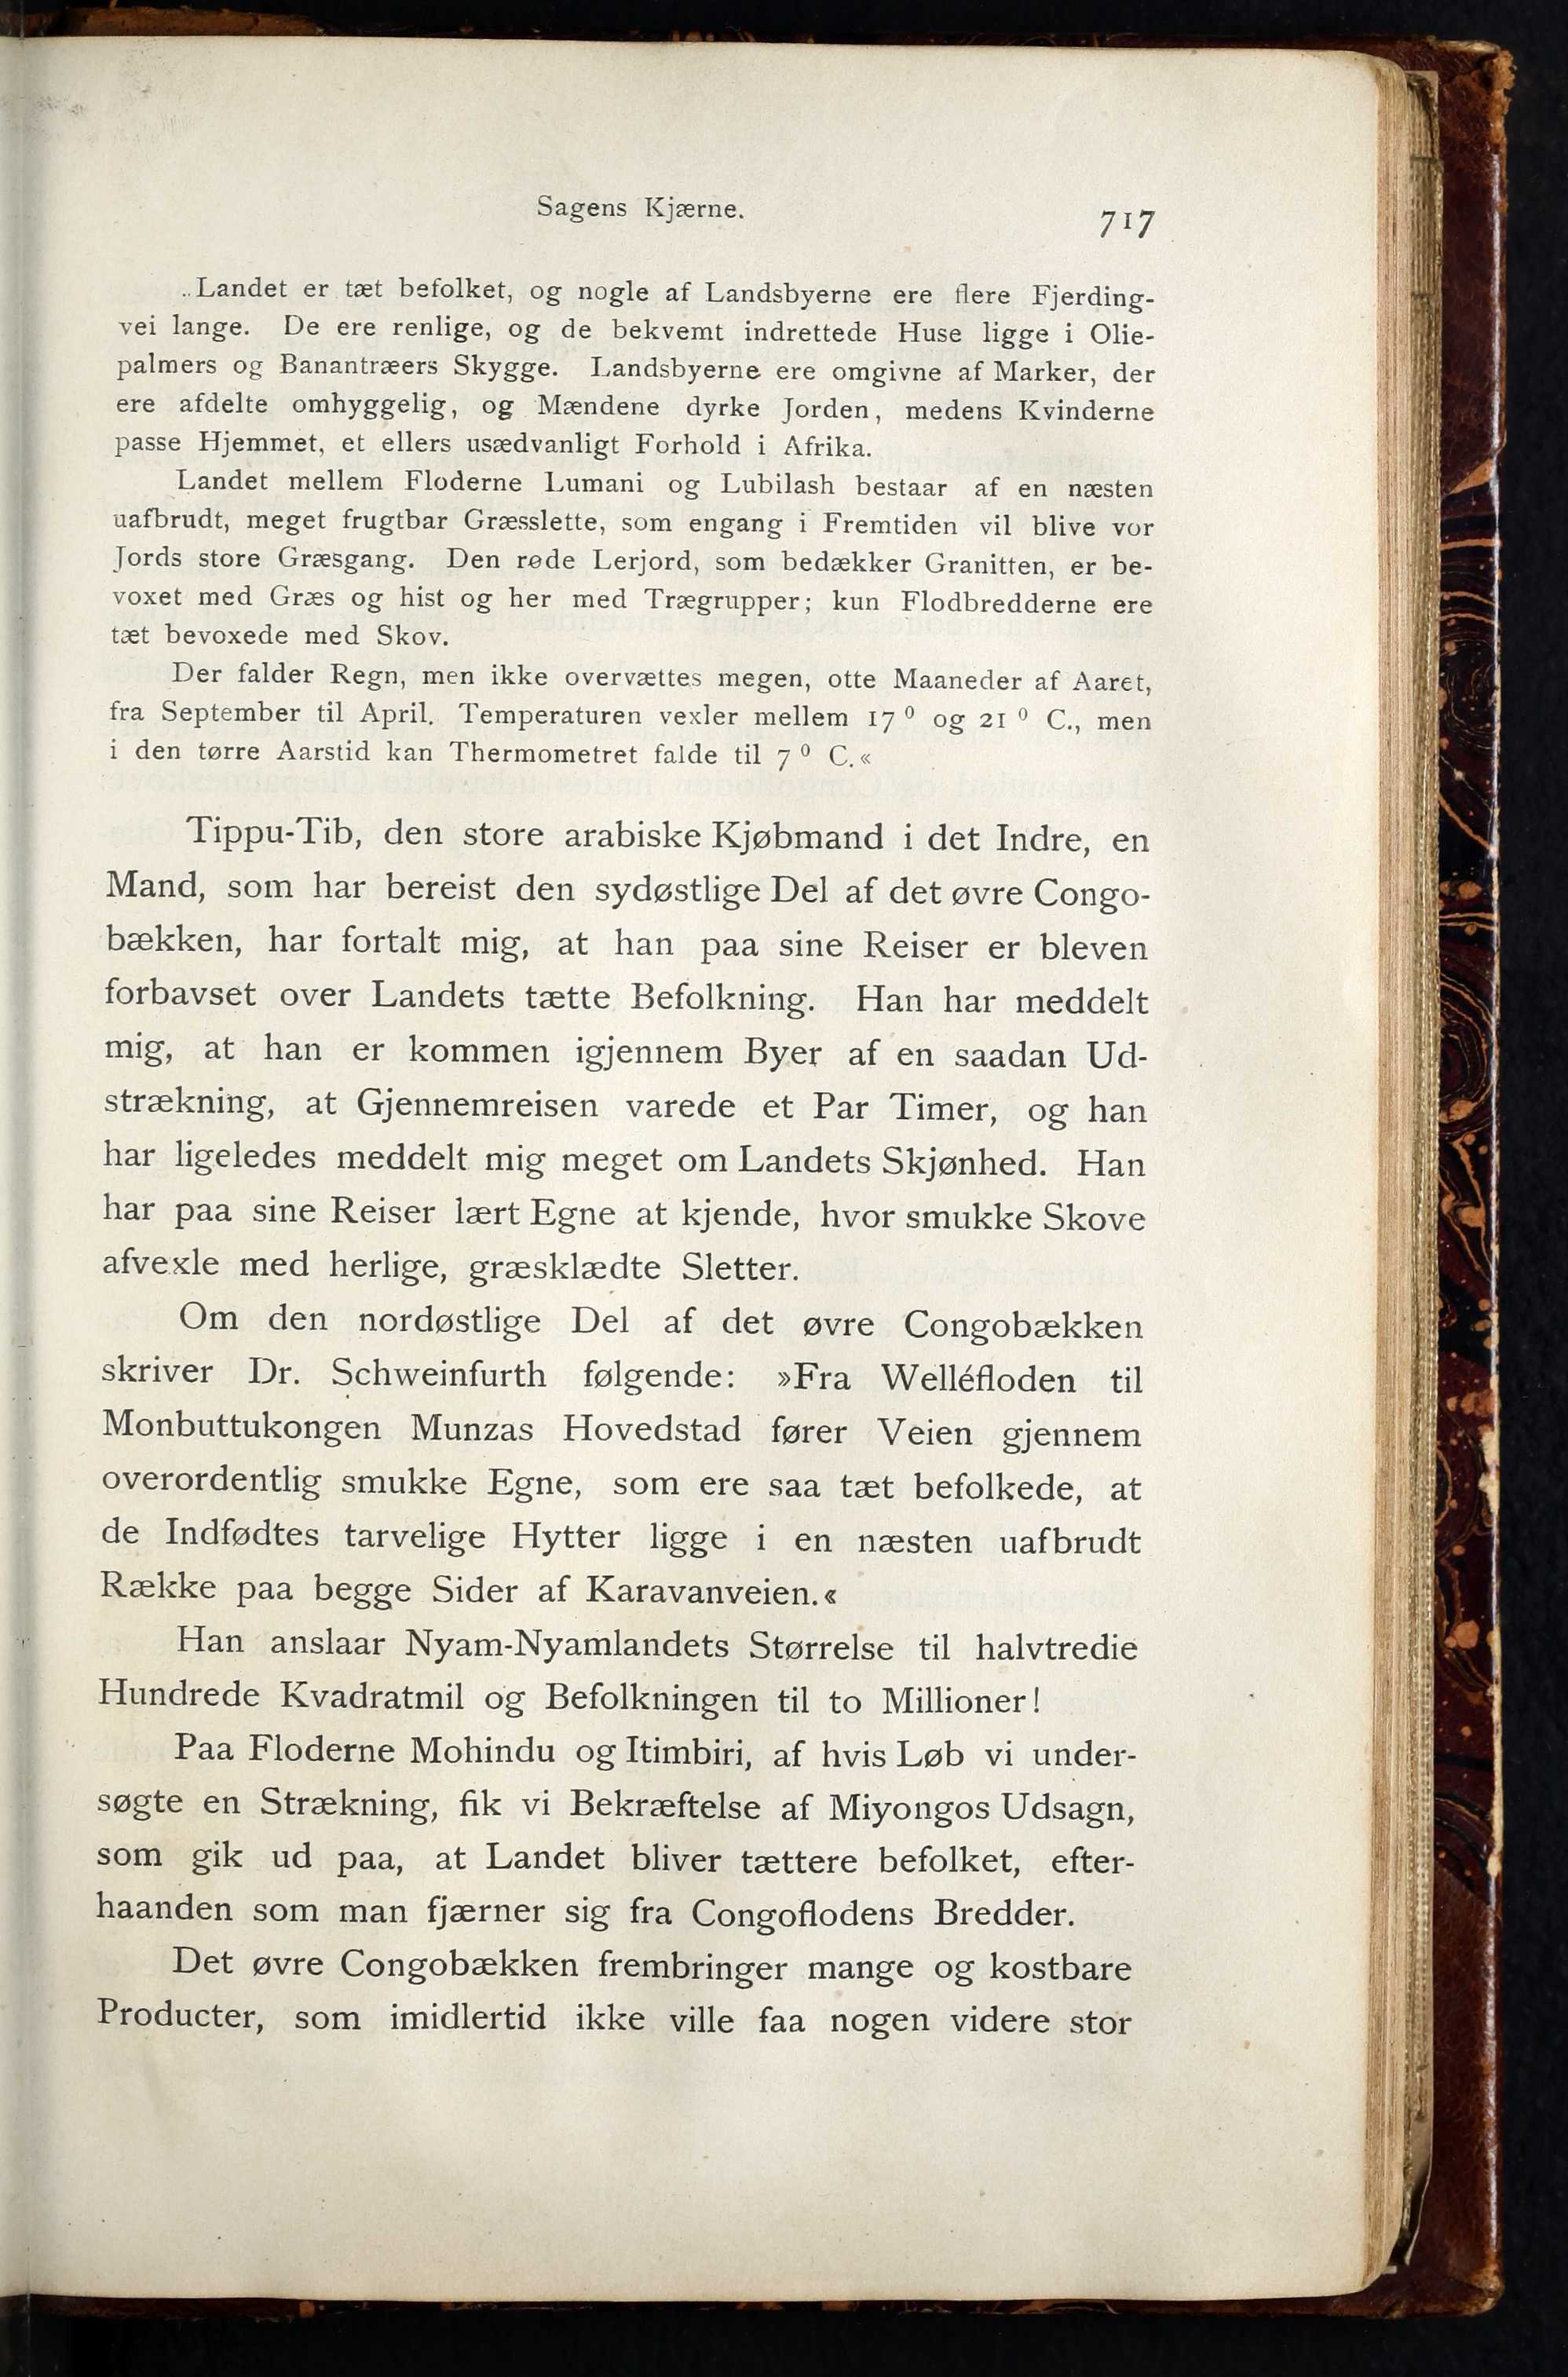 Sagens Kjærne.
717
..Landet er tæt befolket, og nogle af Landsbyerne ere flere Fjerding-
vei lange. De ere renlige, og de bekvemt indrettede Huse ligge i Olie-
palmers og Banantræers Skygge. Landsbyerne ere omgivne af Marker, der
ere afdelte omhyggelig, og Mændene dyrke Jorden, medens Kvinderne
passe Hjemmet, et ellers usædvanligt Forhold i Afrika.
Landet mellem Floderne Lumani og Lubilash bestaar af en næsten
uafbrudt, meget frugtbar Græsslette, som engang i Fremtiden vil blive vor
Jords store Græsgang. Den røde Lerjord, som bedækker Granitten, er be-
voxet med Græs og hist og her med Trægrupper; kun Flodbredderne ere
tæt bevoxede med Skov.
Der falder Regn, men ikke overvættes megen, otte Maaneder af Aaret,
fra September til April. Temperaturen vexler mellem 17⁰ og 21⁰ C., men
i den tørre Aarstid kan Thermometret falde til 7⁰ C.«
Tippu-Tib, den store arabiske Kjøbmand i det Indre, en
Mand, som har bereist den sydøstlige Del af det øvre Congo-
bækken, har fortalt mig, at han paa sine Reiser er bleven
forbavset over Landets tætte Befolkning. Han har meddelt
mig, at han er kommen igjennem Byer af en saadan Ud-
strækning, at Gjennemreisen varede et Par Timer, og han
har ligeledes meddelt mig meget om Landets Skjønhed. Han
har paa sine Reiser lært Egne at kjende, hvor smukke Skove
afvexle med herlige, græsklædte Sletter.
Om den nordøstlige Del af det øvre Congobækken
skriver Dr. Schweinfurth følgende: »Fra Welléfloden til
Monbuttukongen Munzas Hovedstad fører Veien gjennem
overordentlig smukke Egne, som ere saa tæt befolkede, at
de Indfødtes tarvelige Hytter ligge i en næsten uafbrudt
Række paa begge Sider af Karavanveien.«
Han anslaar Nyam-Nyamlandets Størrelse til halvtredie
Hundrede Kvadratmil og Befolkningen til to Millioner!
Paa Floderne Mohindu og Itimbiri, af hvis Løb vi under-
søgte en Strækning, fik vi Bekræftelse af Miyongos Udsagn,
som gik ud paa, at Landet bliver tættere befolket, efter-
haanden som man fjærner sig fra Congoflodens Bredder.
Det øvre Congobækken frembringer mange og kostbare
Producter, som imidlertid ikke ville faa nogen videre stor